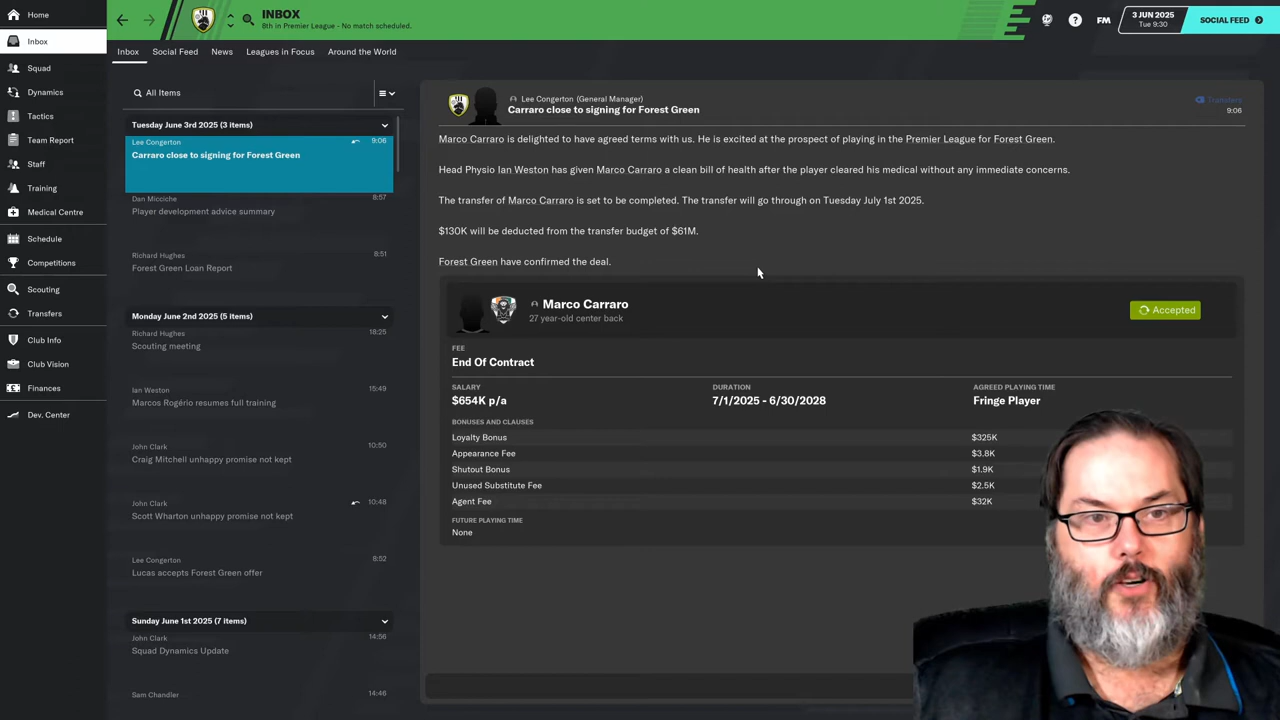 Home
Inbox
Squad
Dynamics
Tactics
Team Report
Staff
Training
Medical Centre
Schedule
Competitions
Scouting
Transfers
Club Info
Club Vision
Finances
Dev. Center
INBOX
8th in Premier League - No match scheduled.
?
FM
3 JUN 2025
Tue 9:30
SOCIAL FEED
Inbox
Social Feed
News
Leagues in Focus
Around the World
All Items
Tuesday June 3rd 2025 (3 items)
Lee Congerton
9:06
Carraro close to signing for Forest Green
Dan Micciche
8:57
Player development advice summary
Richard Hughes
8:51
Forest Green Loan Report
Monday June 2nd 2025 (5 items)
Richard Hughes
18:25
Scouting meeting
Ian Weston
15:49
Marcos Rogério resumes full training
John Clark
10:50
Craig Mitchell unhappy promise not kept
John Clark
10:48
Scott Wharton unhappy promise not kept
Lee Congerton
8:52
Lucas accepts Forest Green offer
Sunday June 1st 2025 (7 items)
John Clark
14:56
Squad Dynamics Update
Sam Chandler
14:46
Lee Congerton (General Manager)
Carraro close to signing for Forest Green
Transfers
9:06
Marco Carraro is delighted to have agreed terms with us. He is excited at the prospect of playing in the Premier League for Forest Green.
Head Physio Ian Weston has given Marco Carraro a clean bill of health after the player cleared his medical without any immediate concerns.
The transfer of Marco Carraro is set to be completed. The transfer will go through on Tuesday July 1st 2025.
$130K will be deducted from the transfer budget of $61M.
Forest Green have confirmed the deal.
Marco Carraro
27 year-old center back
Accepted
FEE
End Of Contract
SALARY
$654K p/a
DURATION
7/1/2025 - 6/30/2028
AGREED PLAYING TIME
Fringe Player
BONUSES AND CLAUSES
Loyalty Bonus
$325K
Appearance Fee
$3.8K
Shutout Bonus
$1.9K
Unused Substitute Fee
$2.5K
Agent Fee
$32K
FUTURE PLAYING TIME
None